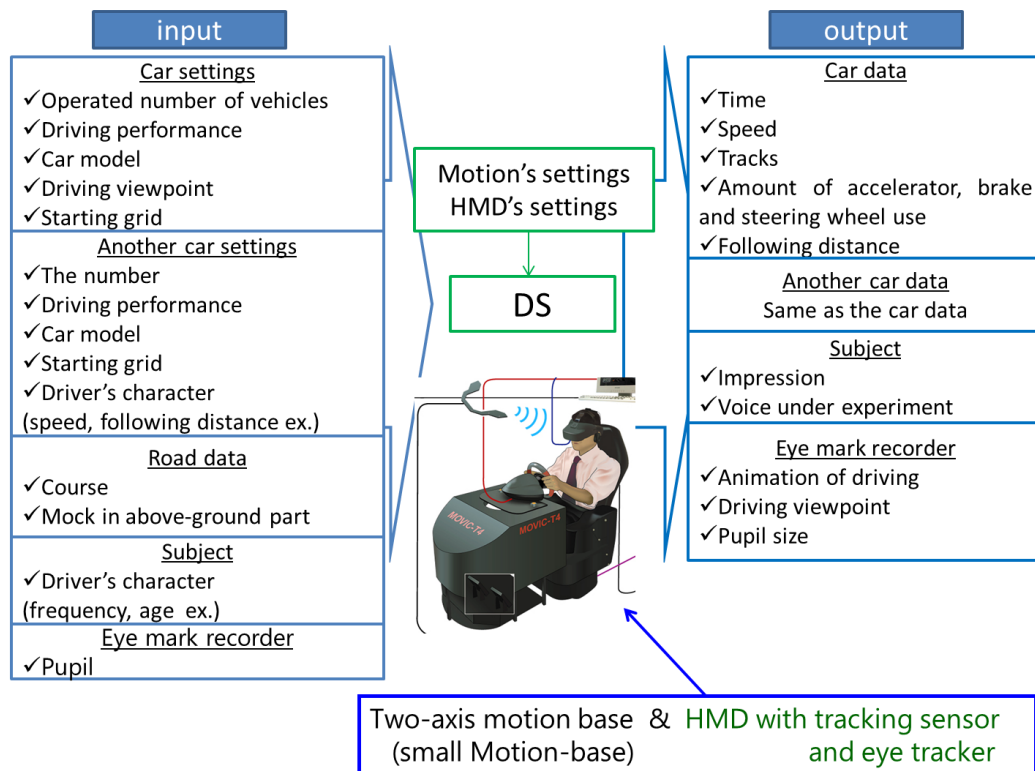 input
Car settings
✓Operated number of vehicles
✓Driving performance
✓Car model
✓Driving viewpoint
✓Starting grid
Another car settings
✓The number
✓Driving performance
✓Car model
✓Starting grid
✓Driver's character
(speed, following distance ex.)
Road data
✓Course
✓Mock in above-ground part
Subject
✓Driver's character
(frequency, age ex.)
Eye mark recorder
✓Pupil
Motion's settings
HMD's settings
DS
MOVIC-T4
MOVIC-T4
output
Car data
✓Time
✓Speed
✓Tracks
✓Amount of accelerator, brake
and steering wheel use
✓Following distance
Another car data
Same as the car data
Subject
✓Impression
✓Voice under experiment
Eye mark recorder
✓Animation of driving
✓Driving viewpoint
✓Pupil size
Two-axis motion base & HMD with tracking sensor
(small Motion-base) and eye tracker